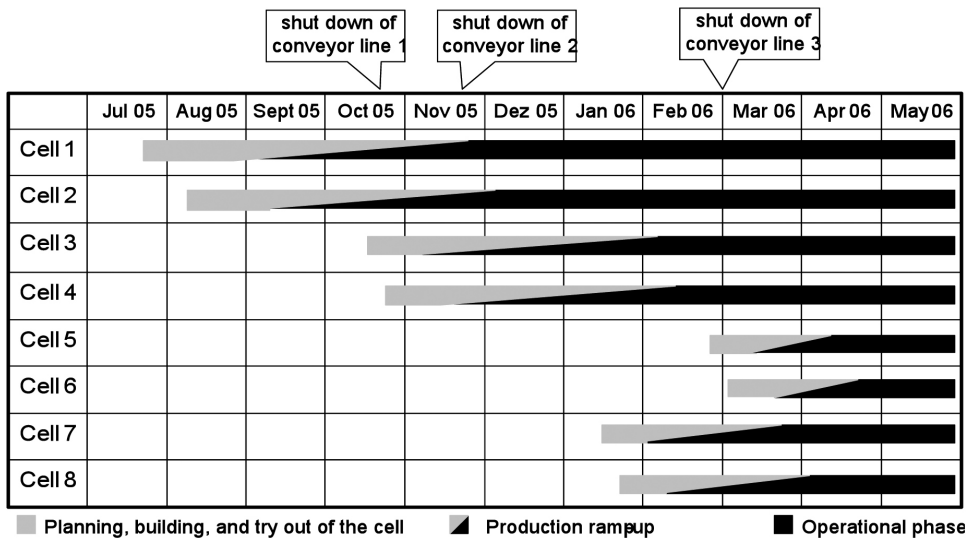 shut down of
conveyor line 1
shut down of
conveyor line 2
shut down of
conveyor line 3
Jul 05 Aug 05 Sept 05 Oct 05 Nov 05 Dez 05 Jan 06 Feb 06 Mar 06 Apr 06 May 06
Cell 1
Cell 2
Cell 3
Cell 4
Cell 5
Cell 6
Cell 7
Cell 8
Planning, building, and try out of the cell Production ramp-up Operational phase